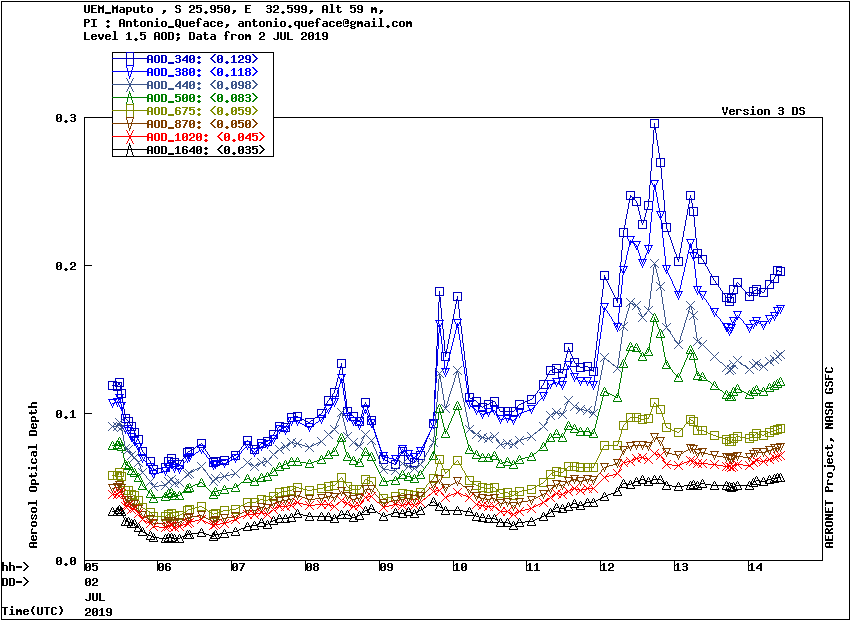 UEM_Maputo , S 25.950, E  32.599, Alt 59 m,
PI : Antonio_Queface, antonio.queface@gmail.com
Level 1.5 AOD; Data from 2 JUL 2019
AOD_340: <0.129>
AOD_380: <0.118>
AOD_440: <0.098>
AOD_500: <0.083>
AOD_675: <0.059>
AOD_870: <0.050>
AOD_1020: <0.045>
AOD_1640: <0.035>
Version 3 DS
0.3
0.2
0.1
0.0
Aerosol Optical Depth
AERONET Project, NASA GSFC
hh-> 05 06 07 08 09 10 11 12 13 14
DD-> 02
JUL
Time(UTC) 2019